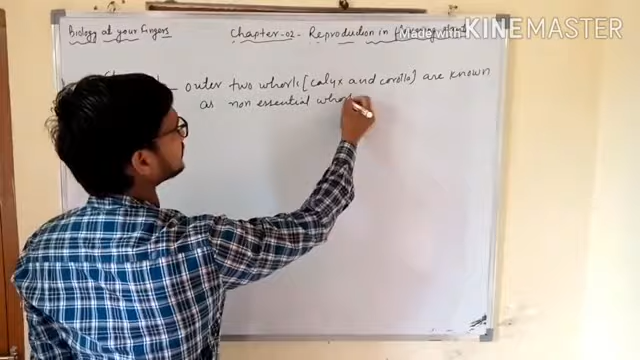 Biology at your fingers
Chapter-02- Reproduction in
Made with KINEMASTER
outer two whorls [calyx and corolla] are known
as non essential whor